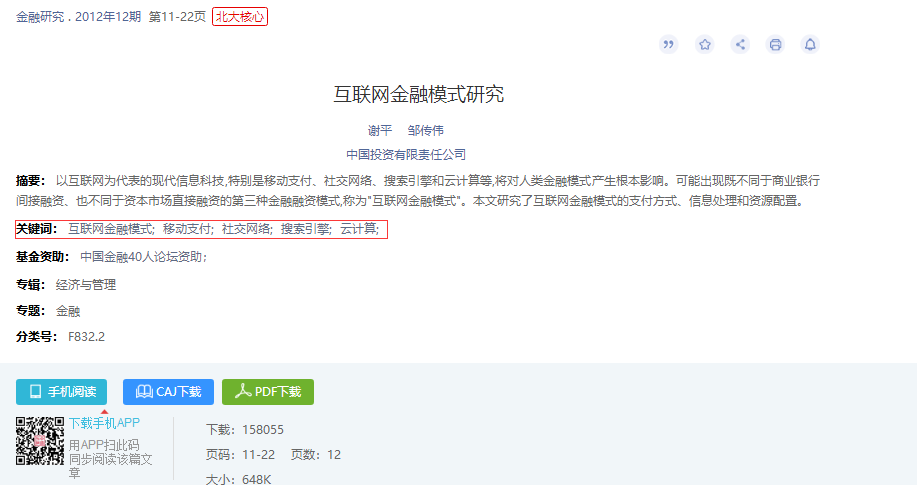 金融研究 . 2012年12期 第11-22页 北大核心
互联网金融模式研究
谢平 邹传伟
中国投资有限责任公司
摘要： 以互联网为代表的现代信息科技,特别是移动支付、社交网络、搜索引擎和云计算等,将对人类金融模式产生根本影响。可能出现既不同于商业银行
间接融资、也不同于资本市场直接融资的第三种金融融资模式,称为"互联网金融模式"。本文研究了互联网金融模式的支付方式、信息处理和资源配置。
关键词： 互联网金融模式; 移动支付; 社交网络; 搜索引擎; 云计算;
基金资助： 中国金融40人论坛资助;
专辑： 经济与管理
专题： 金融
分类号： F832.2
手机阅读 CAJ下载 PDF下载
下载手机APP
用APP扫此码
同步阅读该篇文
章
下载：158055
页码：11-22 页数：12
大小：648K